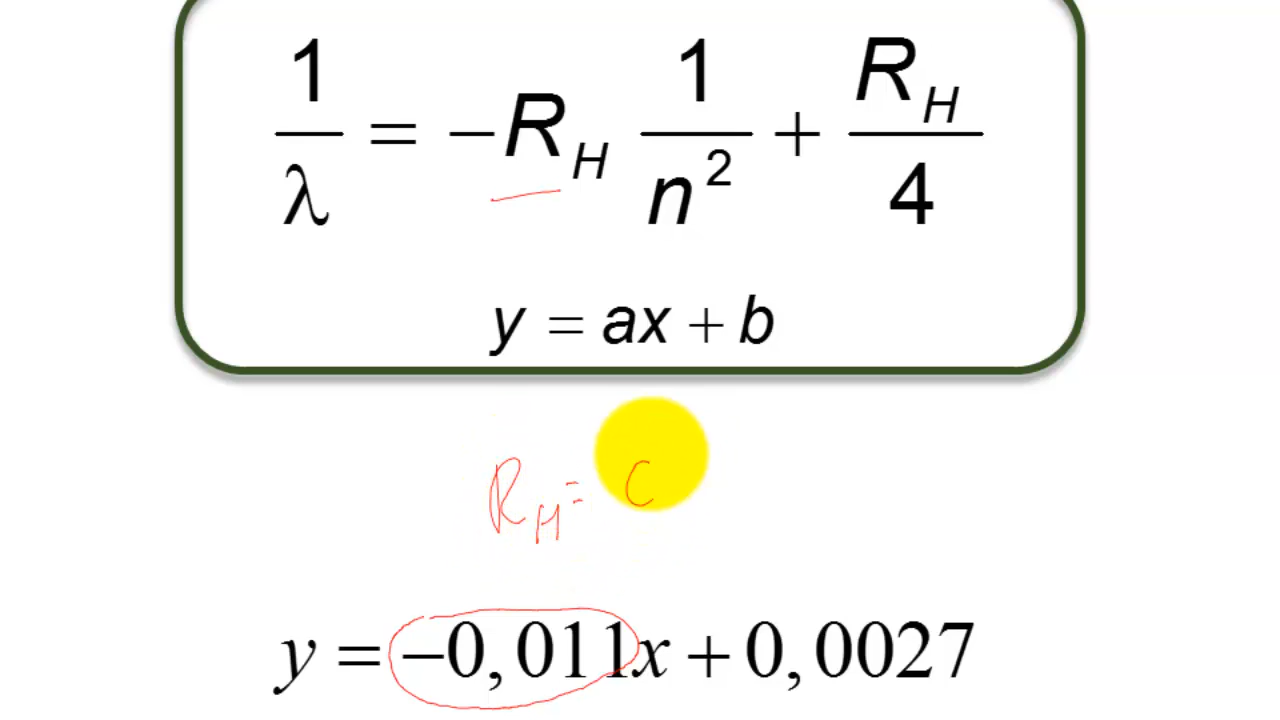 1/λ = −R_H 1/n² + R_H/4
y = ax + b
R_H = C
y = −0,011x + 0,0027